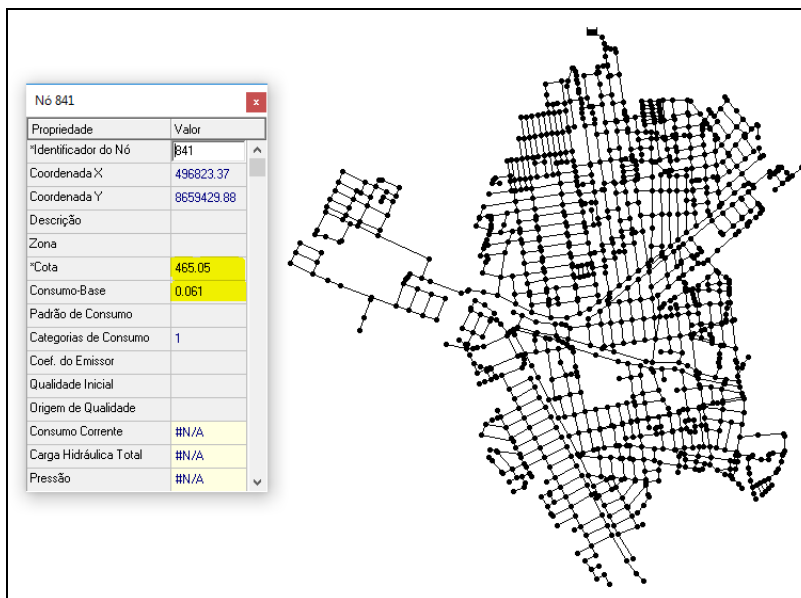 Nó 841 x
Propriedade Valor
*Identificador do Nó 841
Coordenada X 496823.37
Coordenada Y 8659429.88
Descrição
Zona
*Cota 465.05
Consumo-Base 0.061
Padrão de Consumo
Categorias de Consumo 1
Coef. do Emissor
Qualidade Inicial
Origem de Qualidade
Consumo Corrente #N/A
Carga Hidráulica Total #N/A
Pressão #N/A